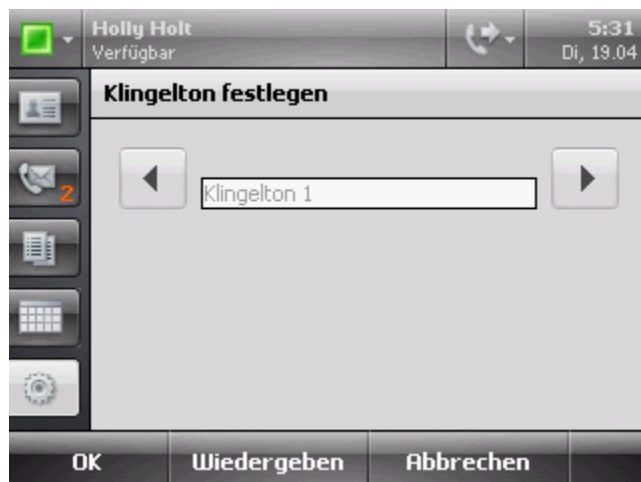 Holly Holt
Verfügbar
5:31
Di, 19.04
Klingelton festlegen
2
Klingelton 1
OK
Wiedergeben
Abbrechen